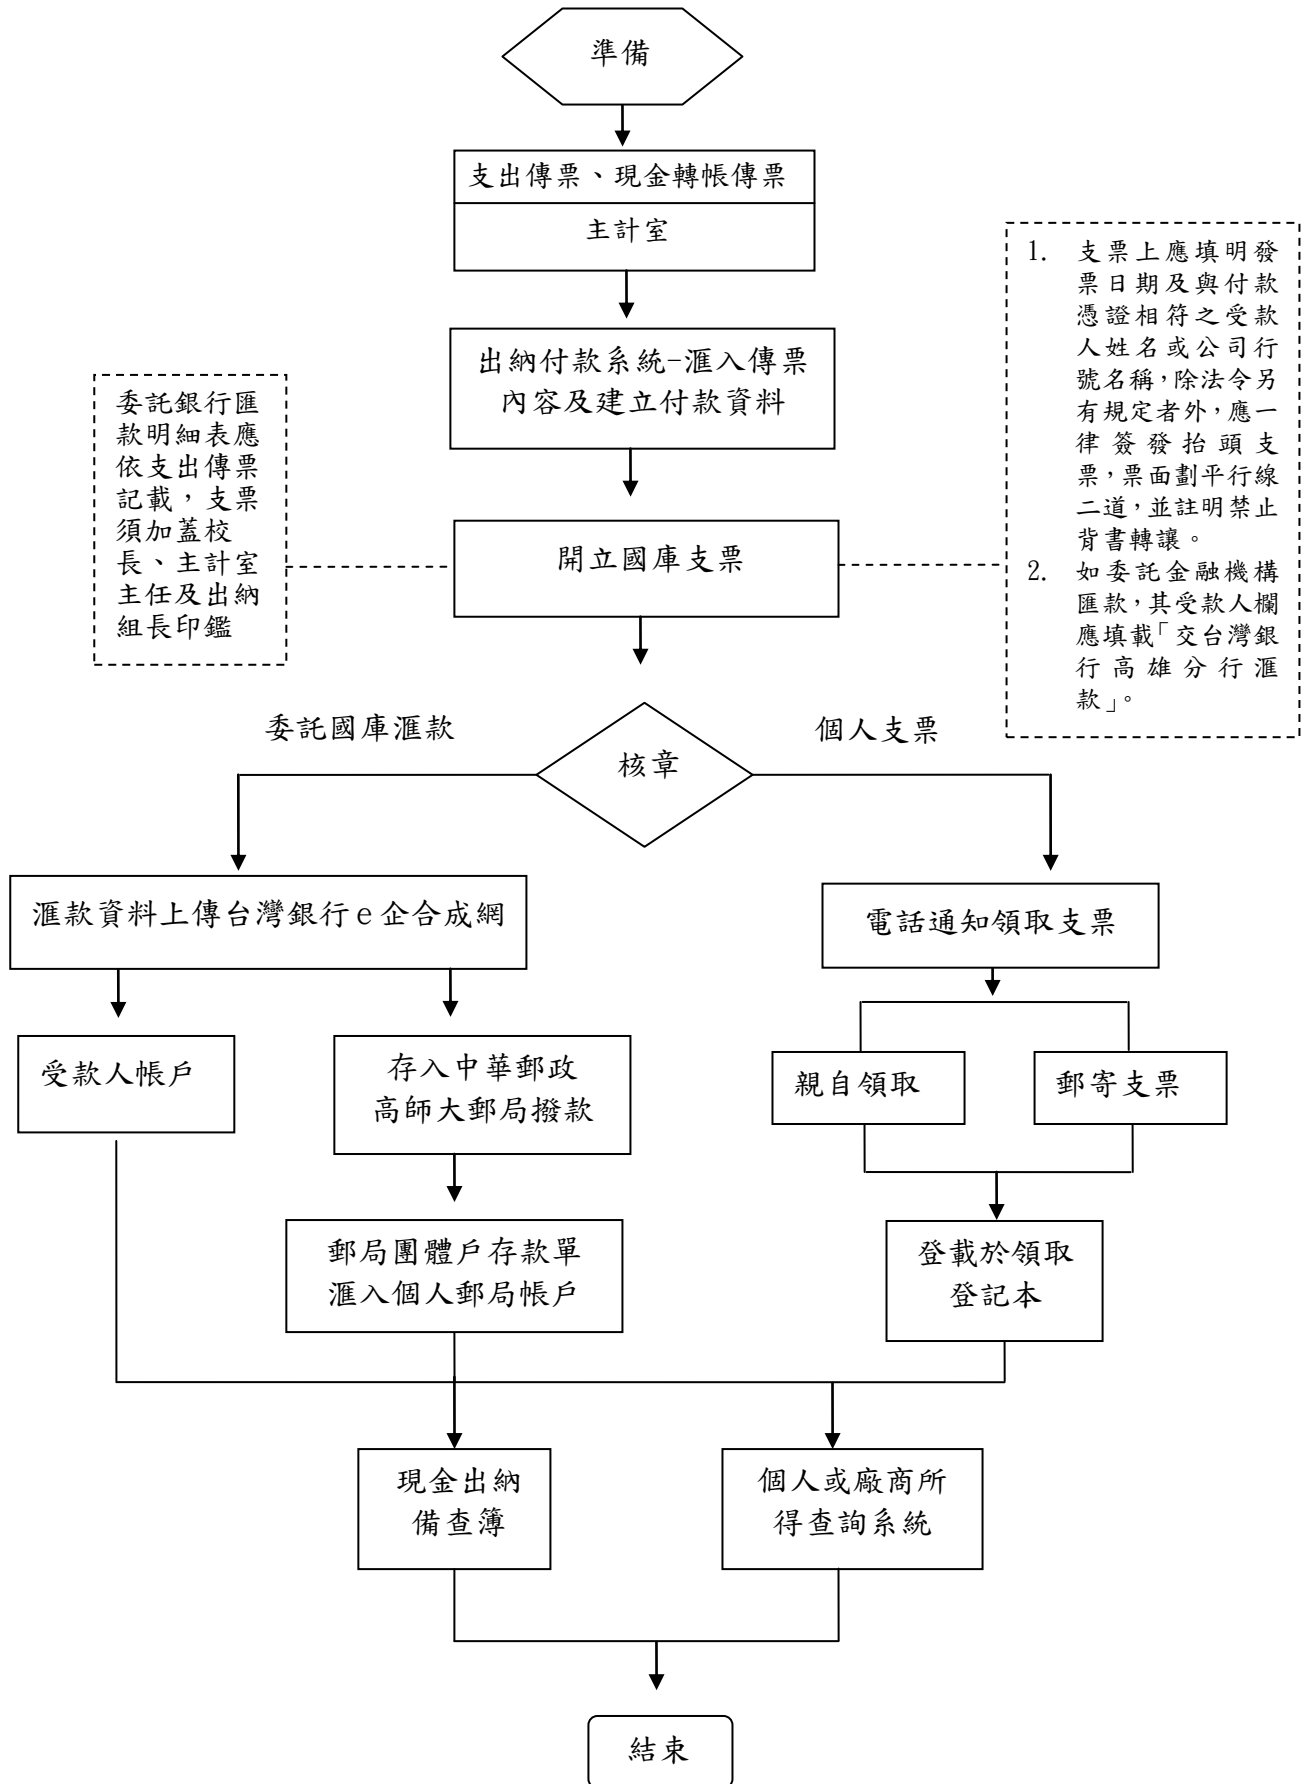 準備
支出傳票、現金轉帳傳票
主計室
出納付款系統-滙入傳票
內容及建立付款資料
委託銀行匯
款明細表應
依支出傳票
記載，支票
須加蓋校
長、主計室
主任及出納
組長印鑑
開立國庫支票
1. 支票上應填明發
票日期及與付款
憑證相符之受款
人姓名或公司行
號名稱，除法令另
有規定者外，應一
律簽發抬頭支
票，票面劃平行線
二道，並註明禁止
背書轉讓。
2. 如委託金融機構
匯款，其受款人欄
應填載「交台灣銀
行高雄分行滙
款」。
委託國庫滙款
核章
個人支票
滙款資料上傳台灣銀行e企合成網
電話通知領取支票
受款人帳戶
存入中華郵政
高師大郵局撥款
親自領取
郵寄支票
郵局團體戶存款單
滙入個人郵局帳戶
登載於領取
登記本
現金出納
備查簿
個人或廠商所
得查詢系統
結束